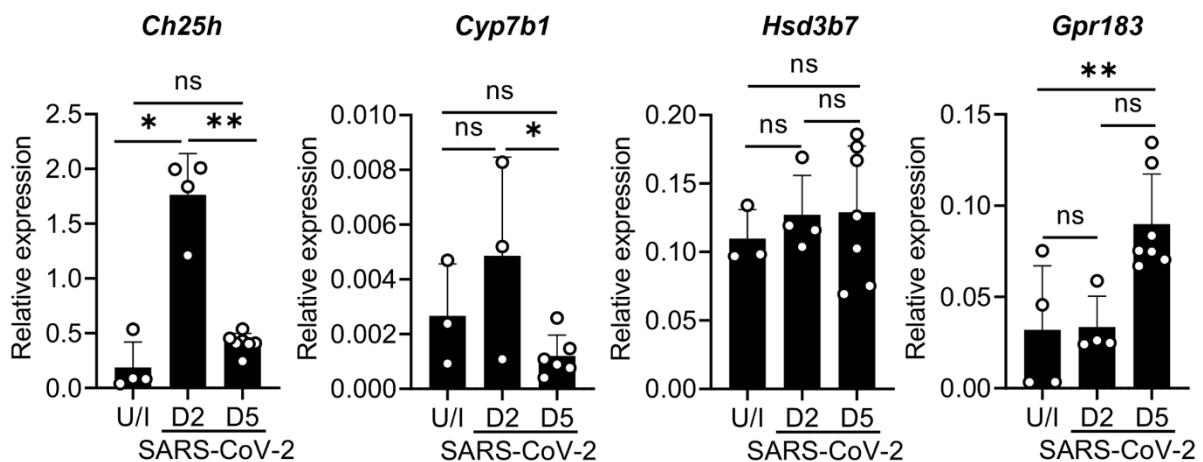 Ch25h
ns
* **
Relative expression
2.5
2.0
1.5
1.0
0.5
0.0
U/I D2 D5
SARS-CoV-2
Cyp7b1
ns
ns *
Relative expression
0.010
0.008
0.006
0.004
0.002
0.000
U/I D2 D5
SARS-CoV-2
Hsd3b7
ns
ns
ns
Relative expression
0.20
0.15
0.10
0.05
0.00
U/I D2 D5
SARS-CoV-2
Gpr183
**
ns
ns
Relative expression
0.15
0.10
0.05
0.00
U/I D2 D5
SARS-CoV-2